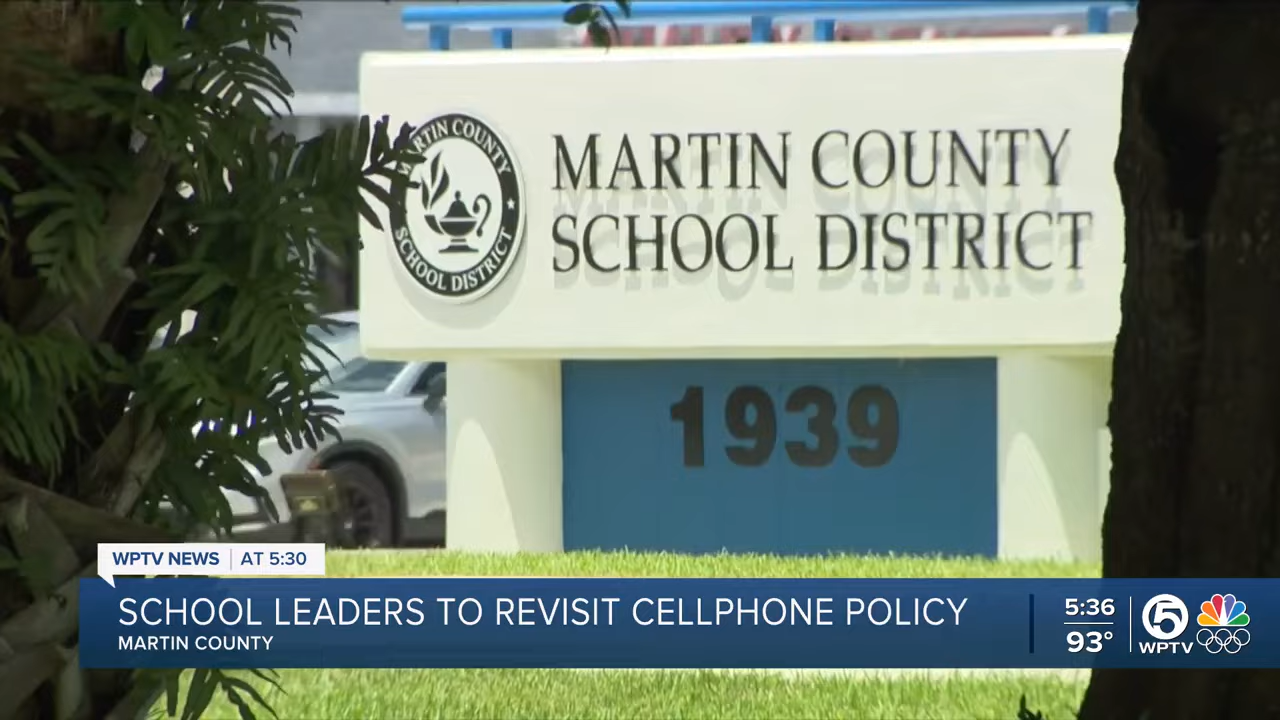 MARTIN COUNTY
SCHOOL DISTRICT
MARTIN COUNTY
SCHOOL DISTRICT
1939
WPTV NEWS AT 5:30
SCHOOL LEADERS TO REVISIT CELLPHONE POLICY
MARTIN COUNTY
5:36
93°
5
WPTV